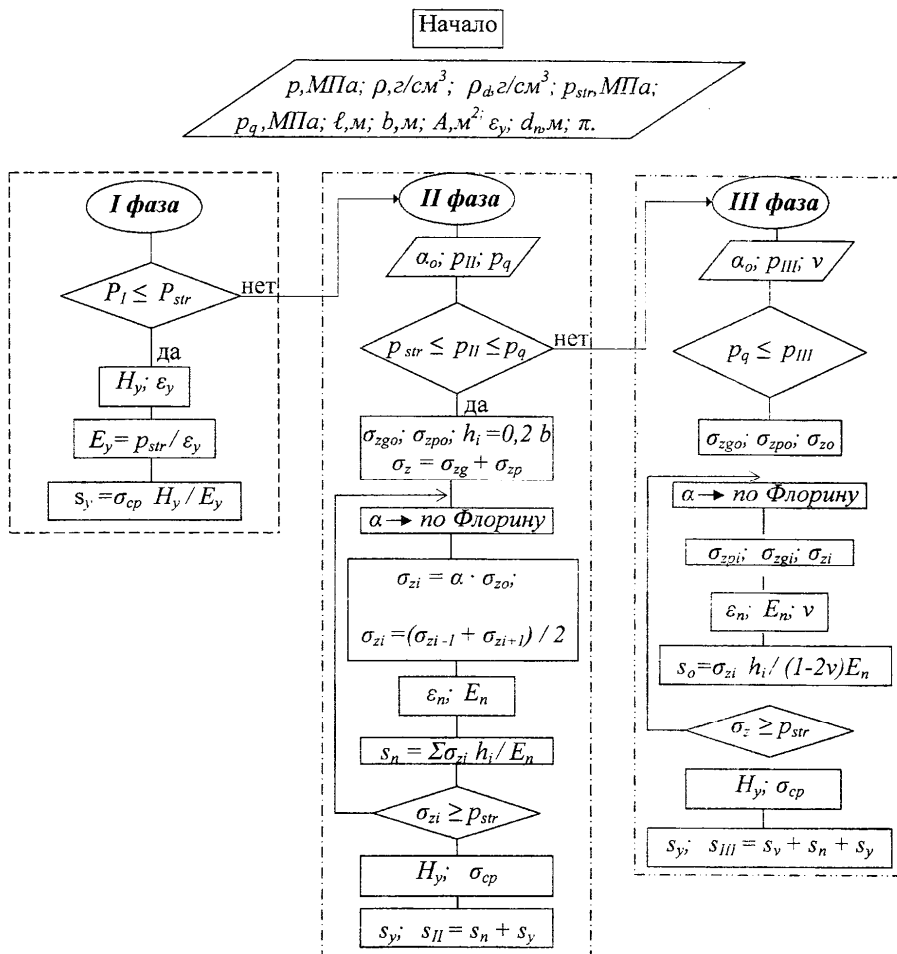 Начало
p,МПа; ρ,г/см³; ρ_d,г/см³; p_str,МПа;
p_q,МПа; ℓ,м; b,м; A,м²; ε_y; d_n,м; π.
I фаза
P_I ≤ P_str
нет
да
H_y; ε_y
E_y = p_str / ε_y
s_y = σ_cp H_y / E_y
II фаза
α_o; p_II; p_q
p_str ≤ p_II ≤ p_q
нет
да
σ_zgo; σ_zpo; h_i = 0,2 b
σ_z = σ_zg + σ_zp
α → по Флорину
σ_zi = α · σ_zo;
σ_zi = (σ_zi-1 + σ_zi+1) / 2
ε_n; E_n
s_n = Σσ_zi h_i / E_n
σ_zi ≥ p_str
H_y; σ_cp
s_y; s_II = s_n + s_y
III фаза
α_o; p_III; ν
p_q ≤ p_III
σ_zgo; σ_zpo; σ_zo
α → по Флорину
σ_zpi; σ_zgi; σ_zi
ε_n; E_n; ν
s_o = σ_zi h_i / (1-2ν)E_n
σ_z ≥ p_str
H_y; σ_cp
s_y; s_III = s_v + s_n + s_y